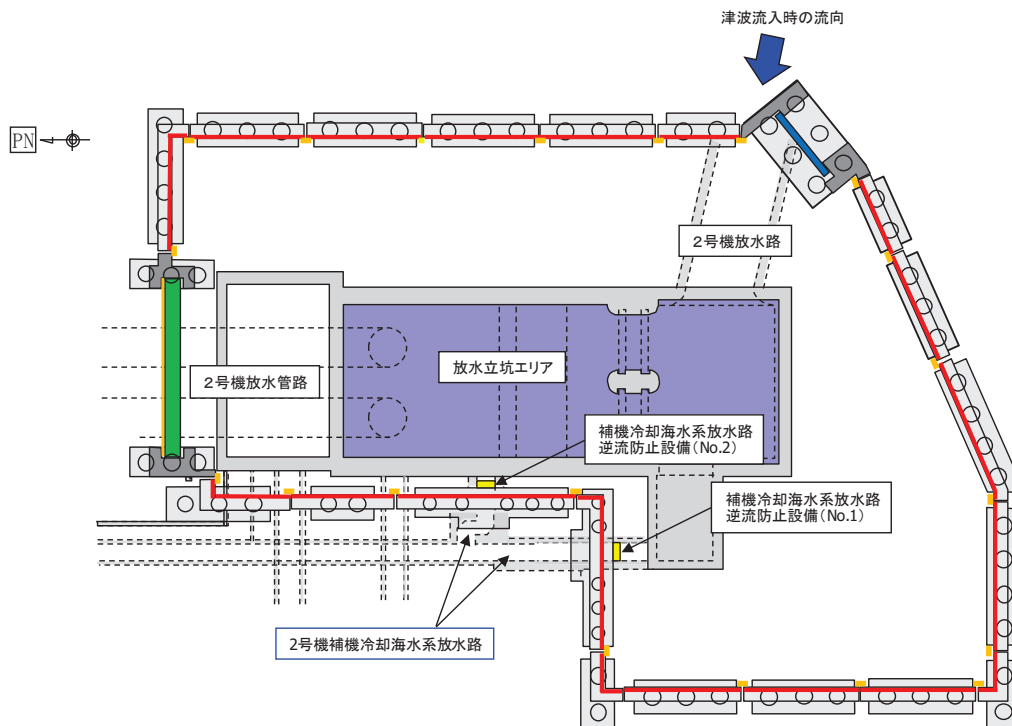 津波流入時の流向
PN
2号機放水路
放水立坑エリア
2号機放水管路
補機冷却海水系放水路
逆流防止設備(No.2)
補機冷却海水系放水路
逆流防止設備(No.1)
2号機補機冷却海水系放水路